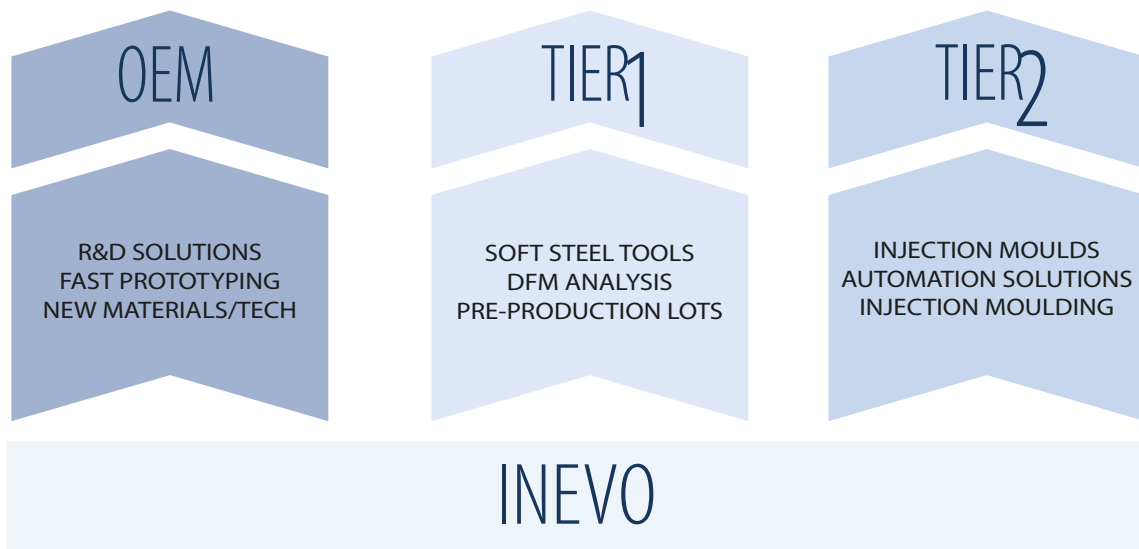 OEM
R&D SOLUTIONS
FAST PROTOTYPING
NEW MATERIALS/TECH
TIER1
SOFT STEEL TOOLS
DFM ANALYSIS
PRE-PRODUCTION LOTS
TIER2
INJECTION MOULDS
AUTOMATION SOLUTIONS
INJECTION MOULDING
INEVO